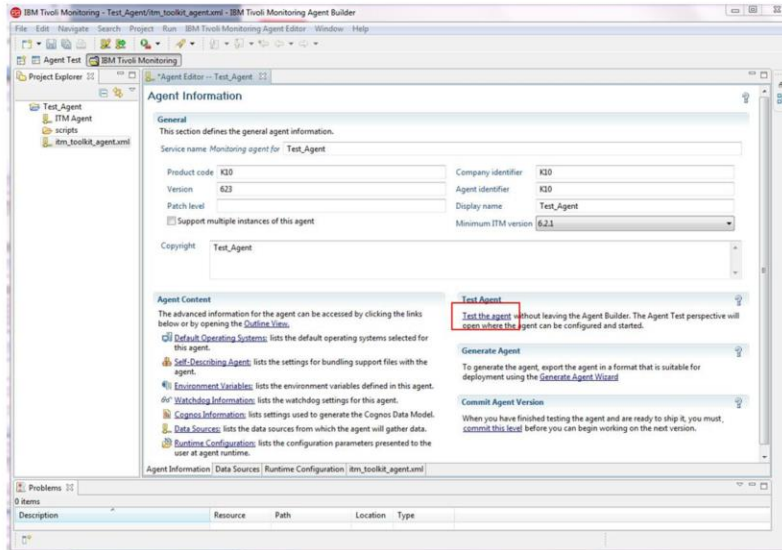 IBM Tivoli Monitoring - Test_Agent/itm_toolkit_agent.xml - IBM Tivoli Monitoring Agent Builder
File Edit Navigate Search Project Run IBM Tivoli Monitoring Agent Editor Window Help
Agent Test IBM Tivoli Monitoring
Project Explorer
*Agent Editor -- Test_Agent
Test_Agent
ITM Agent
scripts
itm_toolkit_agent.xml
Agent Information
General
This section defines the general agent information.
Service name Monitoring agent for Test_Agent
Product code K10
Company identifier K10
Version 623
Agent identifier K10
Patch level
Display name Test_Agent
Support multiple instances of this agent
Minimum ITM version 6.2.1
Copyright Test_Agent
Agent Content
The advanced information for the agent can be accessed by clicking the links
below or by opening the Outline View.
Default Operating Systems: lists the default operating systems selected for
this agent.
Self-Describing Agent: lists the settings for bundling support files with the
agent.
Environment Variables: lists the environment variables defined in this agent.
Watchdog Information: lists the watchdog settings for this agent.
Cognos Information: lists settings used to generate the Cognos Data Model.
Data Sources: lists the data sources from which the agent will gather data.
Runtime Configuration: lists the configuration parameters presented to the
user at agent runtime.
Test Agent
Test the agent without leaving the Agent Builder. The Agent Test perspective will
open where the agent can be configured and started.
Generate Agent
To generate the agent, export the agent in a format that is suitable for
deployment using the Generate Agent Wizard
Commit Agent Version
When you have finished testing the agent and are ready to ship it, you must
commit this level before you can begin working on the next version.
Agent Information Data Sources Runtime Configuration itm_toolkit_agent.xml
Problems
0 items
Description Resource Path Location Type